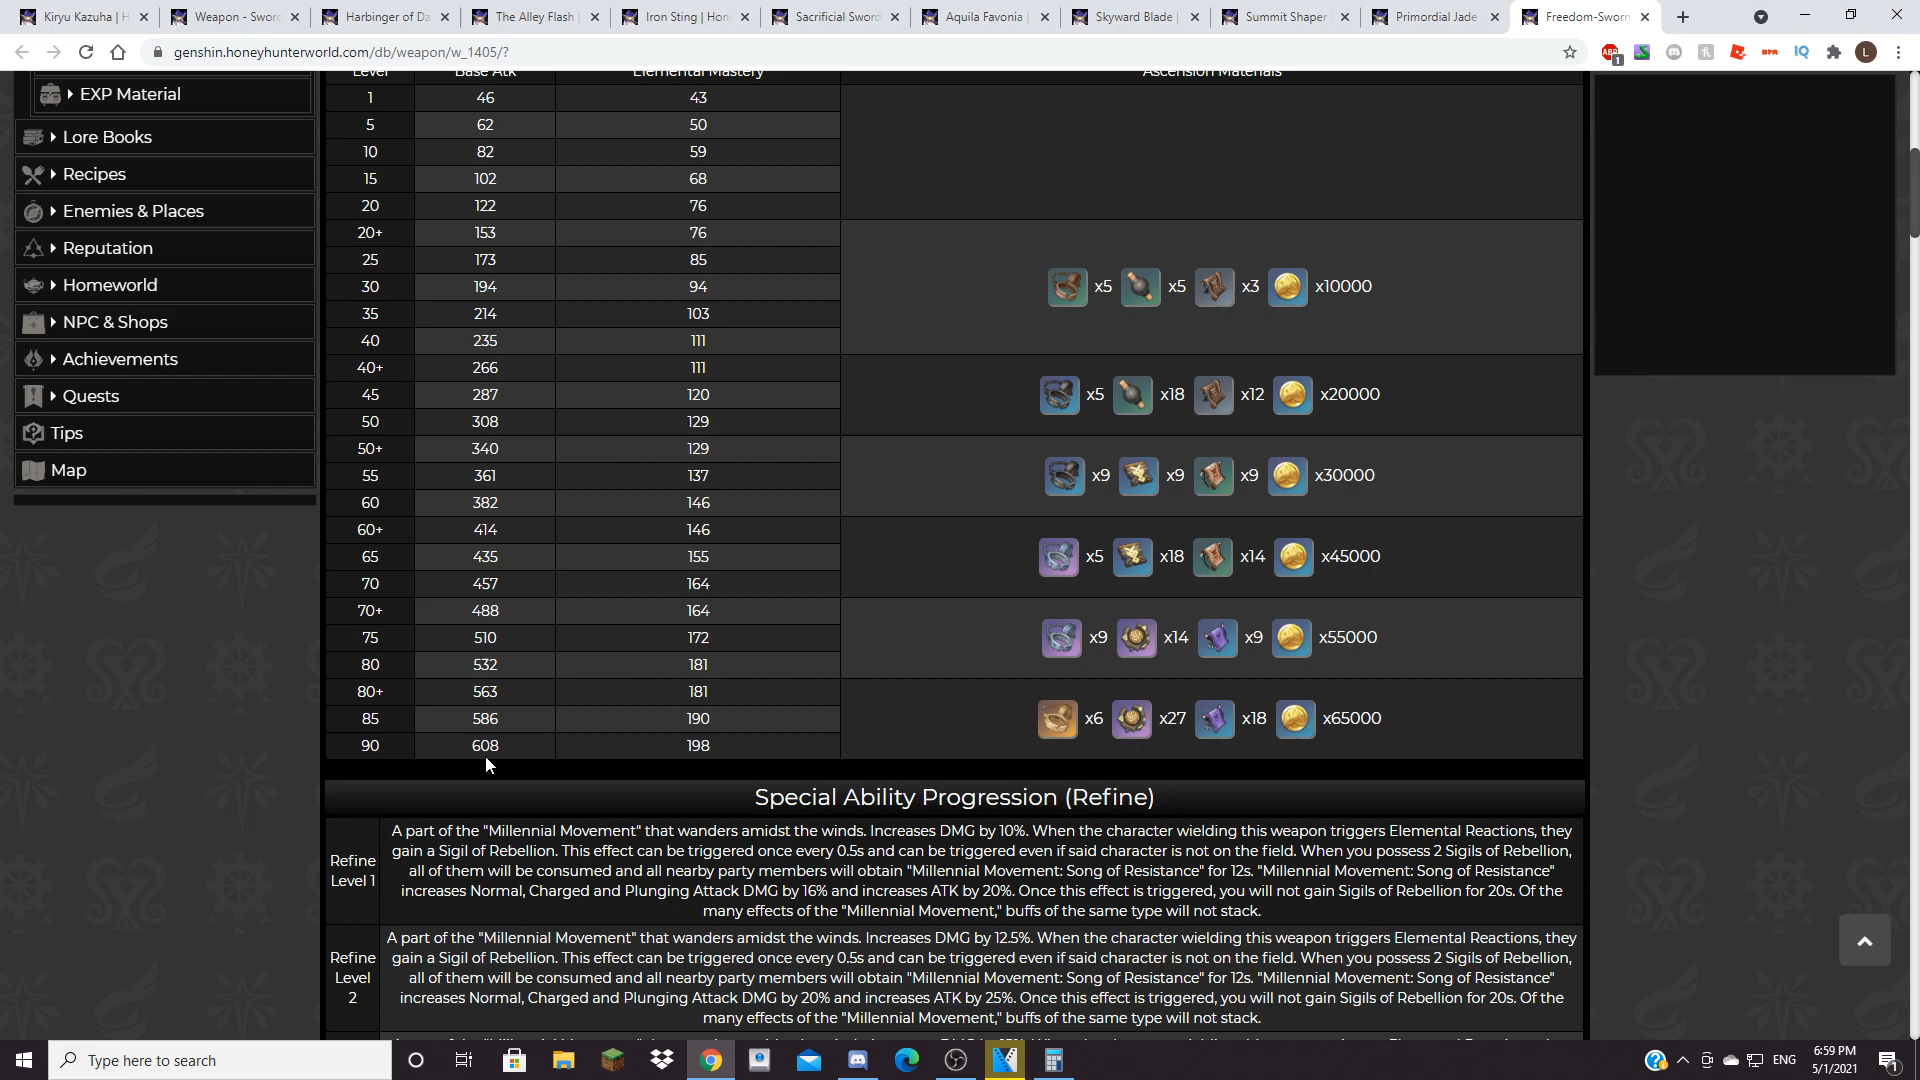 Kiryu Kazuha | H
Weapon - Swor
Harbinger of Da
The Alley Flash |
Iron Sting | Hon
Sacrificial Sword
Aquila Favonia |
Skyward Blade |
Summit Shaper
Primordial Jade
Freedom-Sworn
genshin.honeyhunterworld.com/db/weapon/w_1405/?
ABP
1
BTR
IQ
L
EXP Material
Lore Books
Recipes
Enemies & Places
Reputation
Homeworld
NPC & Shops
Achievements
Quests
Tips
Map
Level Base Atk Elemental Mastery Ascension Materials
1 46 43
5 62 50
10 82 59
15 102 68
20 122 76
20+ 153 76
25 173 85
30 194 94 x5 x5 x3 x10000
35 214 103
40 235 111
40+ 266 111
45 287 120 x5 x18 x12 x20000
50 308 129
50+ 340 129
55 361 137 x9 x9 x9 x30000
60 382 146
60+ 414 146
65 435 155 x5 x18 x14 x45000
70 457 164
70+ 488 164
75 510 172 x9 x14 x9 x55000
80 532 181
80+ 563 181
85 586 190 x6 x27 x18 x65000
90 608 198
Special Ability Progression (Refine)
Refine
Level 1
A part of the "Millennial Movement" that wanders amidst the winds. Increases DMG by 10%. When the character wielding this weapon triggers Elemental Reactions, they
gain a Sigil of Rebellion. This effect can be triggered once every 0.5s and can be triggered even if said character is not on the field. When you possess 2 Sigils of Rebellion,
all of them will be consumed and all nearby party members will obtain "Millennial Movement: Song of Resistance" for 12s. "Millennial Movement: Song of Resistance"
increases Normal, Charged and Plunging Attack DMG by 16% and increases ATK by 20%. Once this effect is triggered, you will not gain Sigils of Rebellion for 20s. Of the
many effects of the "Millennial Movement," buffs of the same type will not stack.
Refine
Level
2
A part of the "Millennial Movement" that wanders amidst the winds. Increases DMG by 12.5%. When the character wielding this weapon triggers Elemental Reactions, they
gain a Sigil of Rebellion. This effect can be triggered once every 0.5s and can be triggered even if said character is not on the field. When you possess 2 Sigils of Rebellion,
all of them will be consumed and all nearby party members will obtain "Millennial Movement: Song of Resistance" for 12s. "Millennial Movement: Song of Resistance"
increases Normal, Charged and Plunging Attack DMG by 20% and increases ATK by 25%. Once this effect is triggered, you will not gain Sigils of Rebellion for 20s. Of the
many effects of the "Millennial Movement," buffs of the same type will not stack.
Type here to search
ENG
6:59 PM
5/1/2021
1